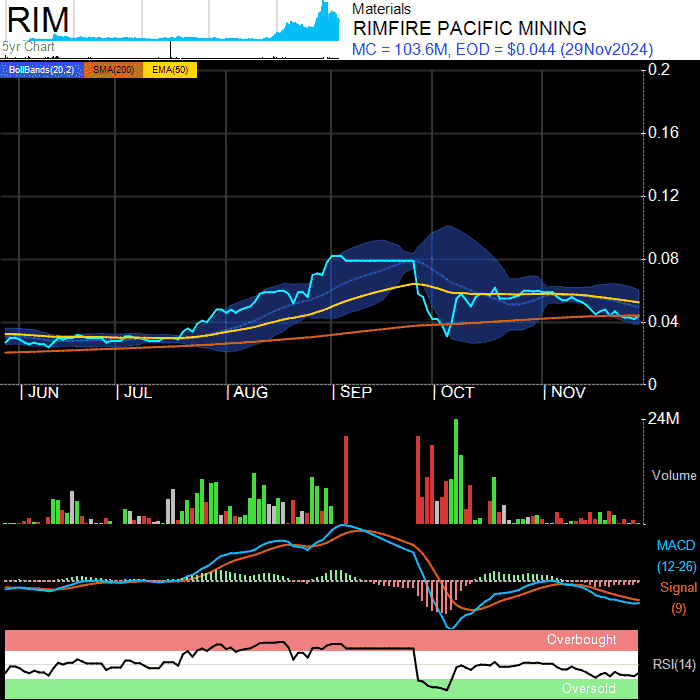 RIM
5yr Chart
Materials
RIMFIRE PACIFIC MINING
MC = 103.6M, EOD = $0.044 (29Nov2024)
BollBands(20,2) SMA(200) EMA(50)
0.2
0.16
0.12
0.08
0.04
0
JUN JUL AUG SEP OCT NOV
24M
Volume
MACD
(12-26)
Signal
(9)
Overbought
RSI(14)
Oversold